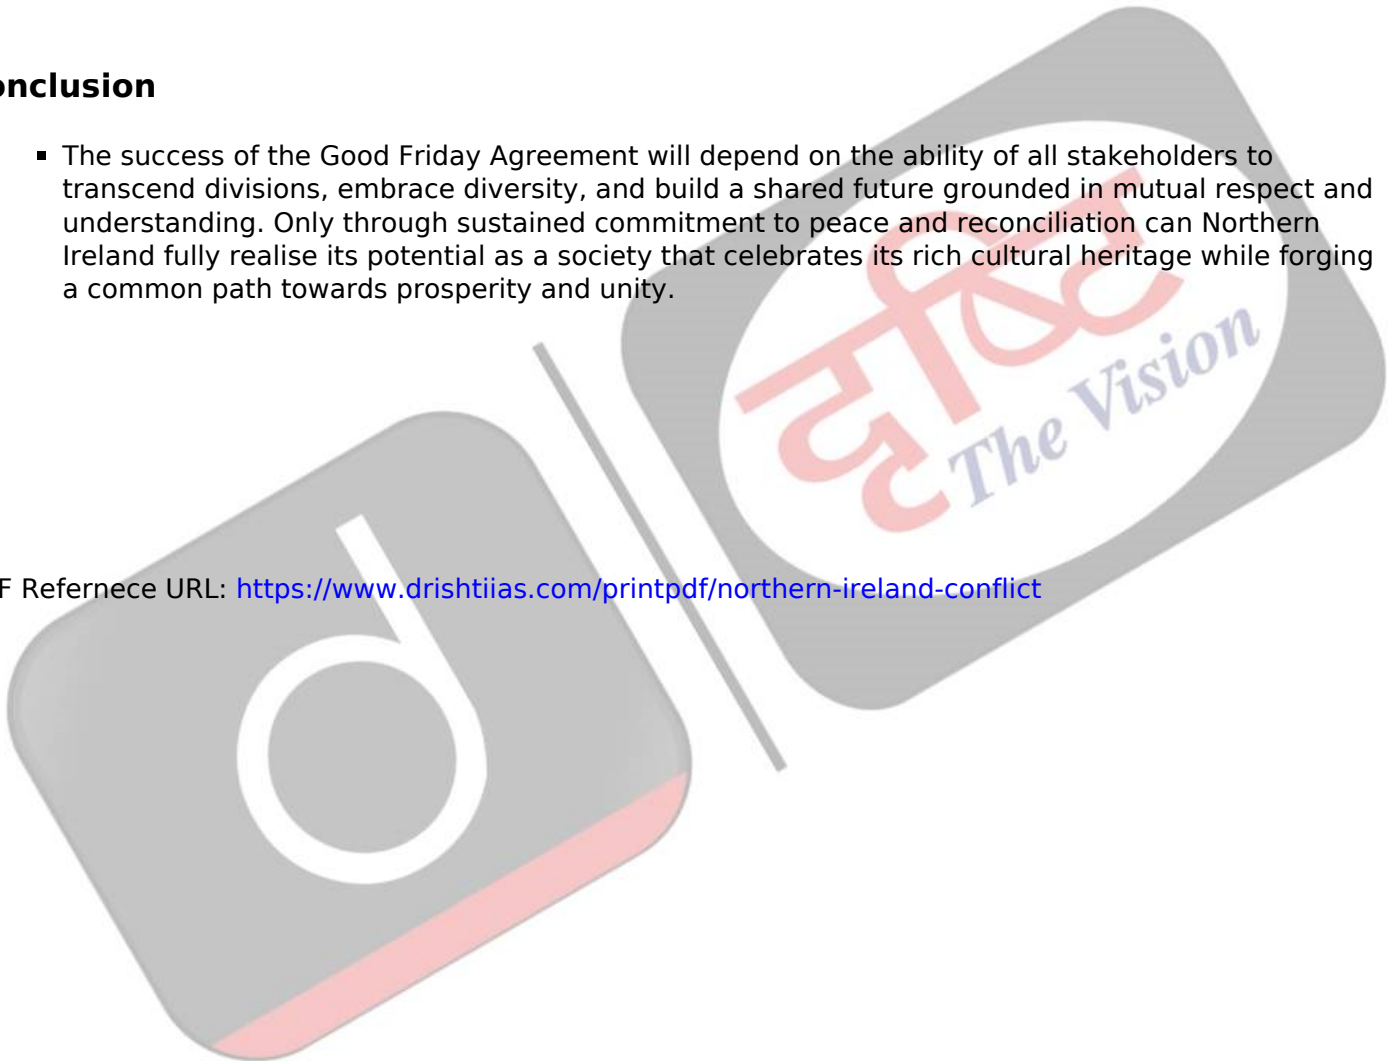 onclusion
▪ The success of the Good Friday Agreement will depend on the ability of all stakeholders to
transcend divisions, embrace diversity, and build a shared future grounded in mutual respect and
understanding. Only through sustained commitment to peace and reconciliation can Northern
Ireland fully realise its potential as a society that celebrates its rich cultural heritage while forging
a common path towards prosperity and unity.
दृष्टि
The Vision
d
F Refernece URL: https://www.drishtiias.com/printpdf/northern-ireland-conflict